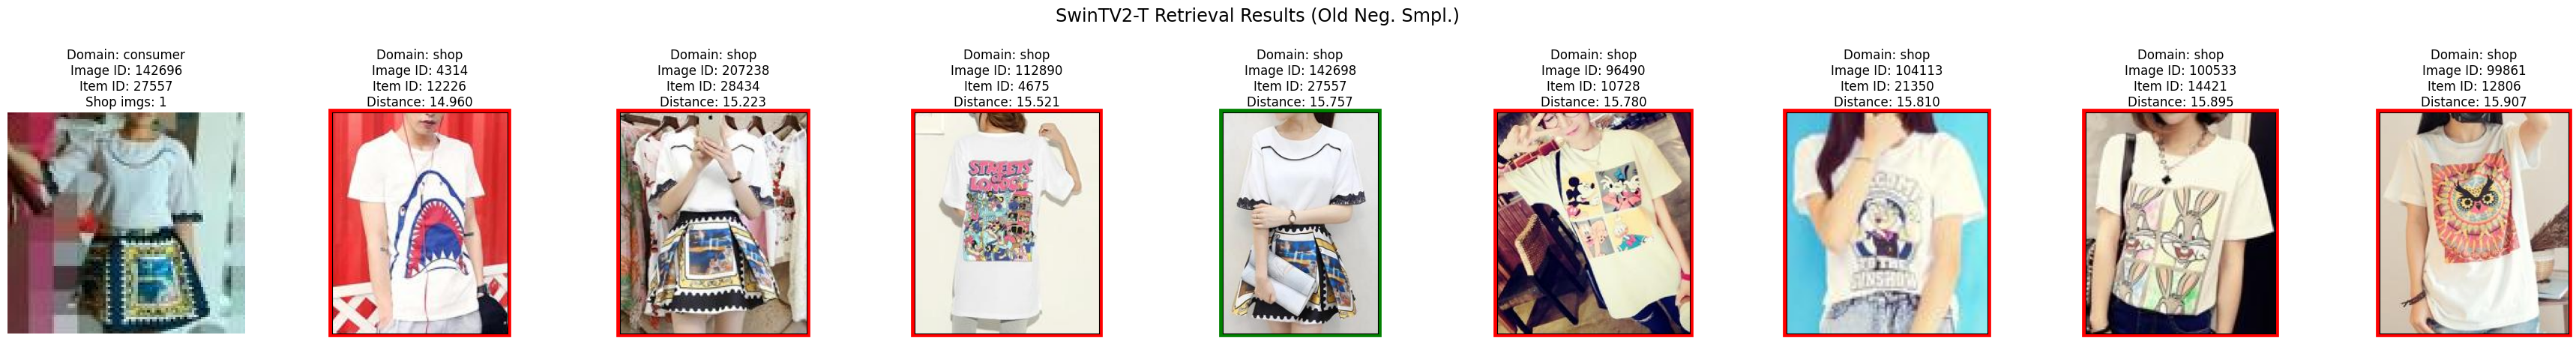 SwinTV2-T Retrieval Results (Old Neg. Smpl.)
Domain: consumer
Image ID: 142696
Item ID: 27557
Shop imgs: 1
Domain: shop
Image ID: 4314
Item ID: 12226
Distance: 14.960
Domain: shop
Image ID: 207238
Item ID: 28434
Distance: 15.223
Domain: shop
Image ID: 112890
Item ID: 4675
Distance: 15.521
STREETS
LONDON
Domain: shop
Image ID: 142698
Item ID: 27557
Distance: 15.757
Domain: shop
Image ID: 96490
Item ID: 10728
Distance: 15.780
Domain: shop
Image ID: 104113
Item ID: 21350
Distance: 15.810
Domain: shop
Image ID: 100533
Item ID: 14421
Distance: 15.895
Domain: shop
Image ID: 99861
Item ID: 12806
Distance: 15.907